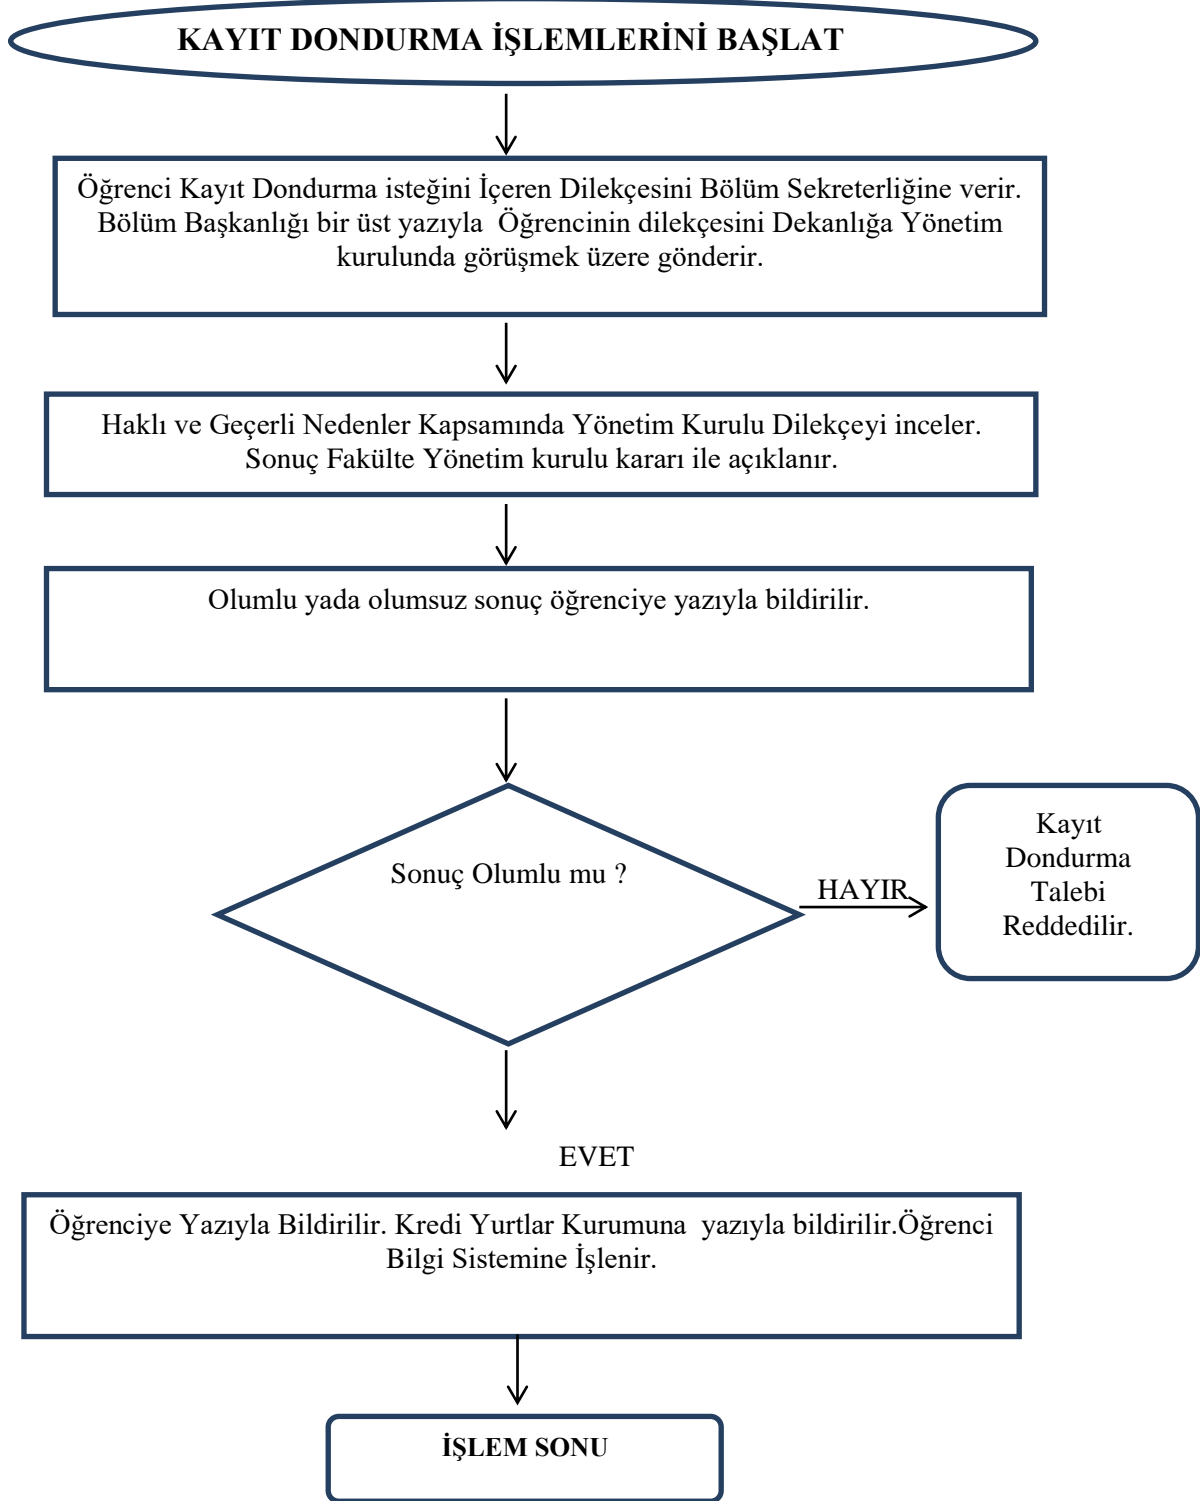 KAYIT DONDURMA İŞLEMLERİNİ BAŞLAT
Öğrenci Kayıt Dondurma isteğini İçeren Dilekçesini Bölüm Sekreterliğine verir.
Bölüm Başkanlığı bir üst yazıyla  Öğrencinin dilekçesini Dekanlığa Yönetim
kurulunda görüşmek üzere gönderir.
Haklı ve Geçerli Nedenler Kapsamında Yönetim Kurulu Dilekçeyi inceler.
Sonuç Fakülte Yönetim kurulu kararı ile açıklanır.
Olumlu yada olumsuz sonuç öğrenciye yazıyla bildirilir.
Sonuç Olumlu mu ?
HAYIR
Kayıt
Dondurma
Talebi
Reddedilir.
EVET
Öğrenciye Yazıyla Bildirilir. Kredi Yurtlar Kurumuna  yazıyla bildirilir.Öğrenci
Bilgi Sistemine İşlenir.
İŞLEM SONU